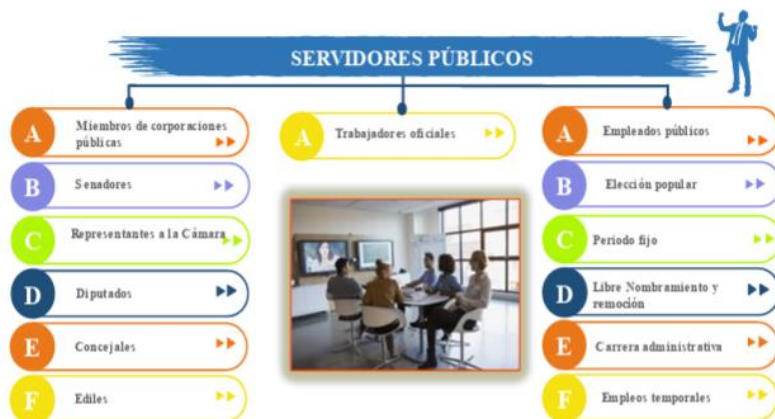 SERVIDORES PÚBLICOS
A
Miembros de corporaciones
públicas
B
Senadores
C
Representantes a la Cámara
D
Diputados
E
Concejales
F
Ediles
A
Trabajadores oficiales
A
Empleados públicos
B
Elección popular
C
Período fijo
D
Libre Nombramiento y
remoción
E
Carrera administrativa
F
Empleos temporales